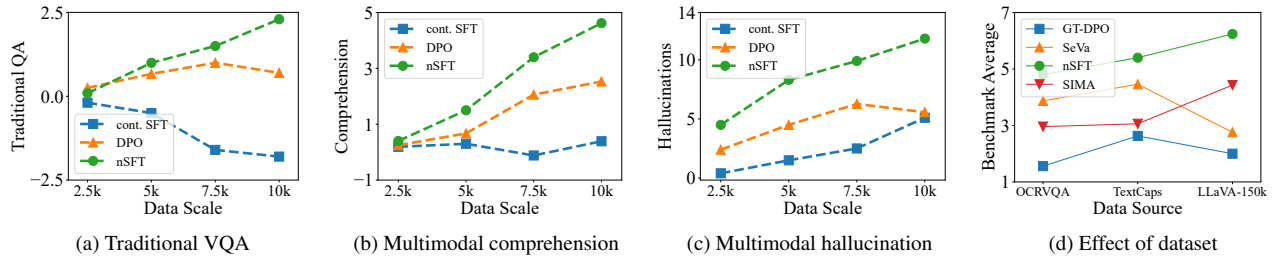 2.5
0.0
−2.5
Traditional QA
cont. SFT
DPO
nSFT
2.5k 5k 7.5k 10k
Data Scale
(a) Traditional VQA
5
3
1
−1
Comprehension
cont. SFT
DPO
nSFT
2.5k 5k 7.5k 10k
Data Scale
(b) Multimodal comprehension
14
10
5
0
Hallucinations
cont. SFT
DPO
nSFT
2.5k 5k 7.5k 10k
Data Scale
(c) Multimodal hallucination
7
5
3
1
Benchmark Average
GT-DPO
SeVa
nSFT
SIMA
OCRVQA TextCaps LLaVA-150k
Data Source
(d) Effect of dataset